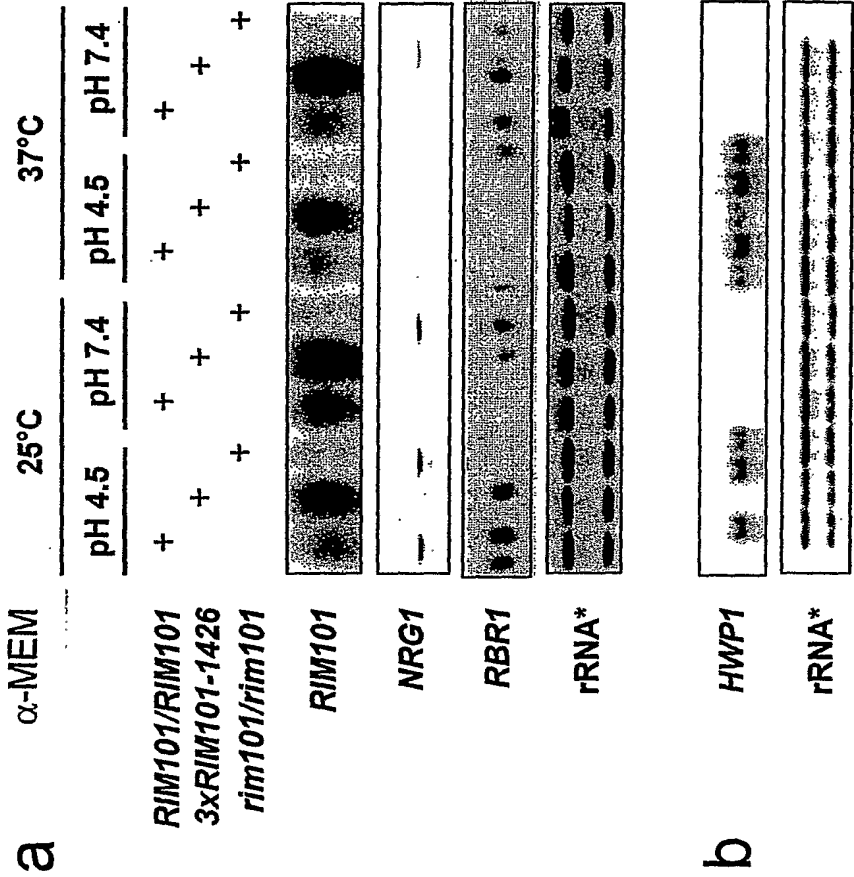 a
α-MEM
25°C 37°C
pH 4.5 pH 7.4 pH 4.5 pH 7.4
RIM101/RIM101 + + + +
3xRIM101-1426 + + + +
rim101/rim101 + + + +
RIM101
NRG1
RBR1
rRNA*
b
HWP1
rRNA*